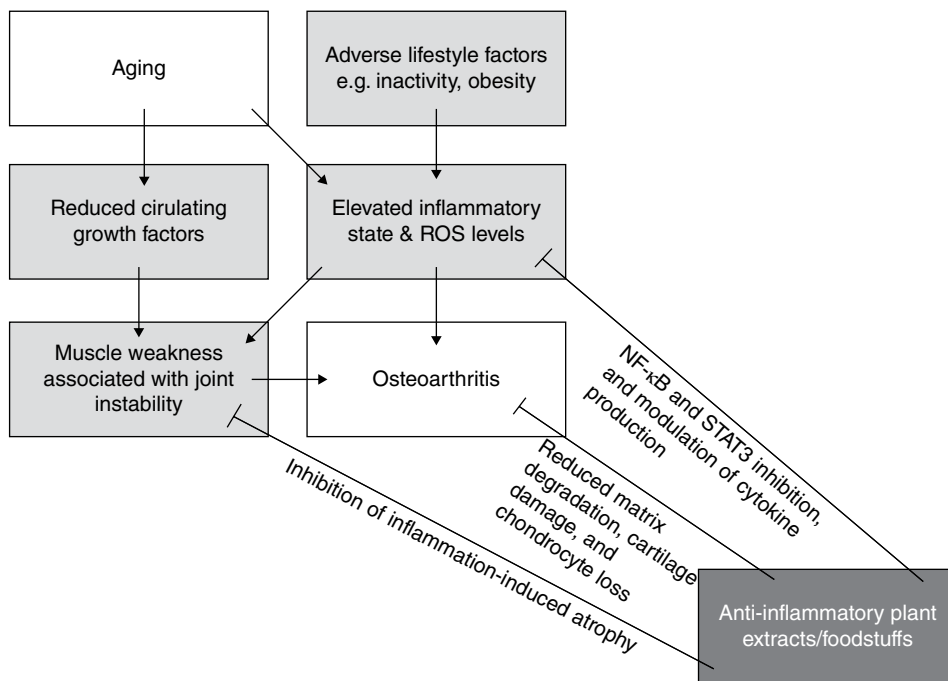 Aging
Adverse lifestyle factors
e.g. inactivity, obesity
Reduced cirulating
growth factors
Elevated inflammatory
state & ROS levels
Muscle weakness
associated with joint
instability
Osteoarthritis
NF-κB and STAT3 inhibition,
and modulation of cytokine
production
Reduced matrix
degradation, cartilage
damage, and
chondrocyte loss
Inhibition of inflammation-induced atrophy
Anti-inflammatory plant
extracts/foodstuffs